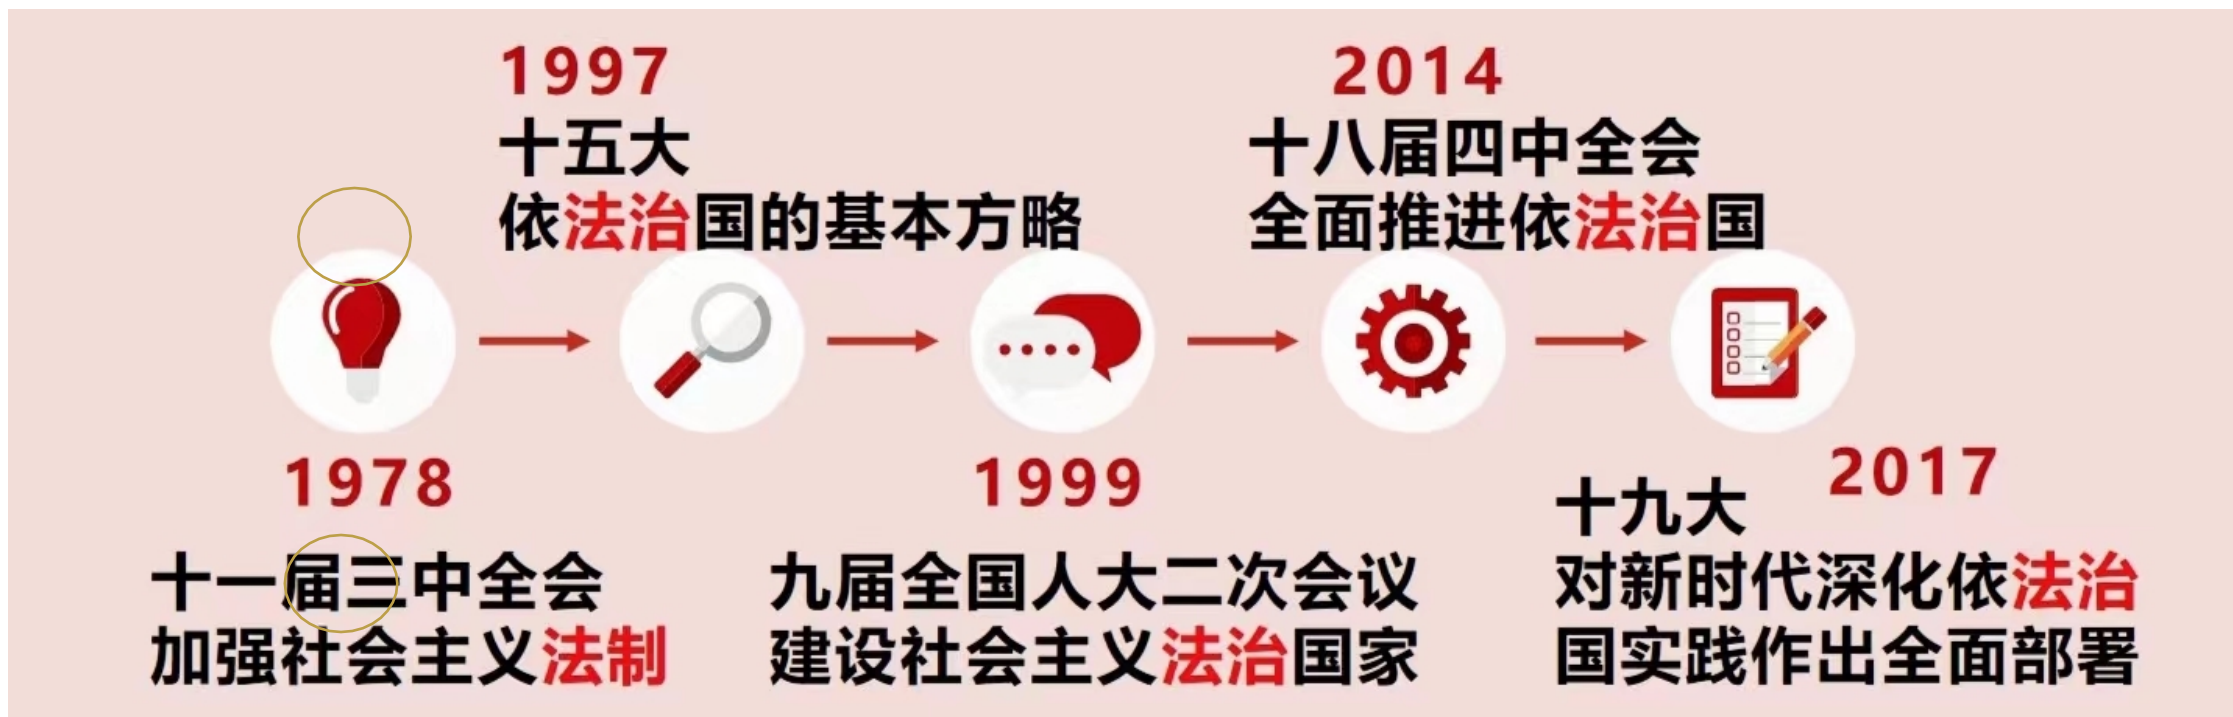 1978
十一届三中全会
加强社会主义法制
1997
十五大
依法治国的基本方略
1999
九届全国人大二次会议
建设社会主义法治国家
2014
十八届四中全会
全面推进依法治国
2017
十九大
对新时代深化依法治
国实践作出全面部署